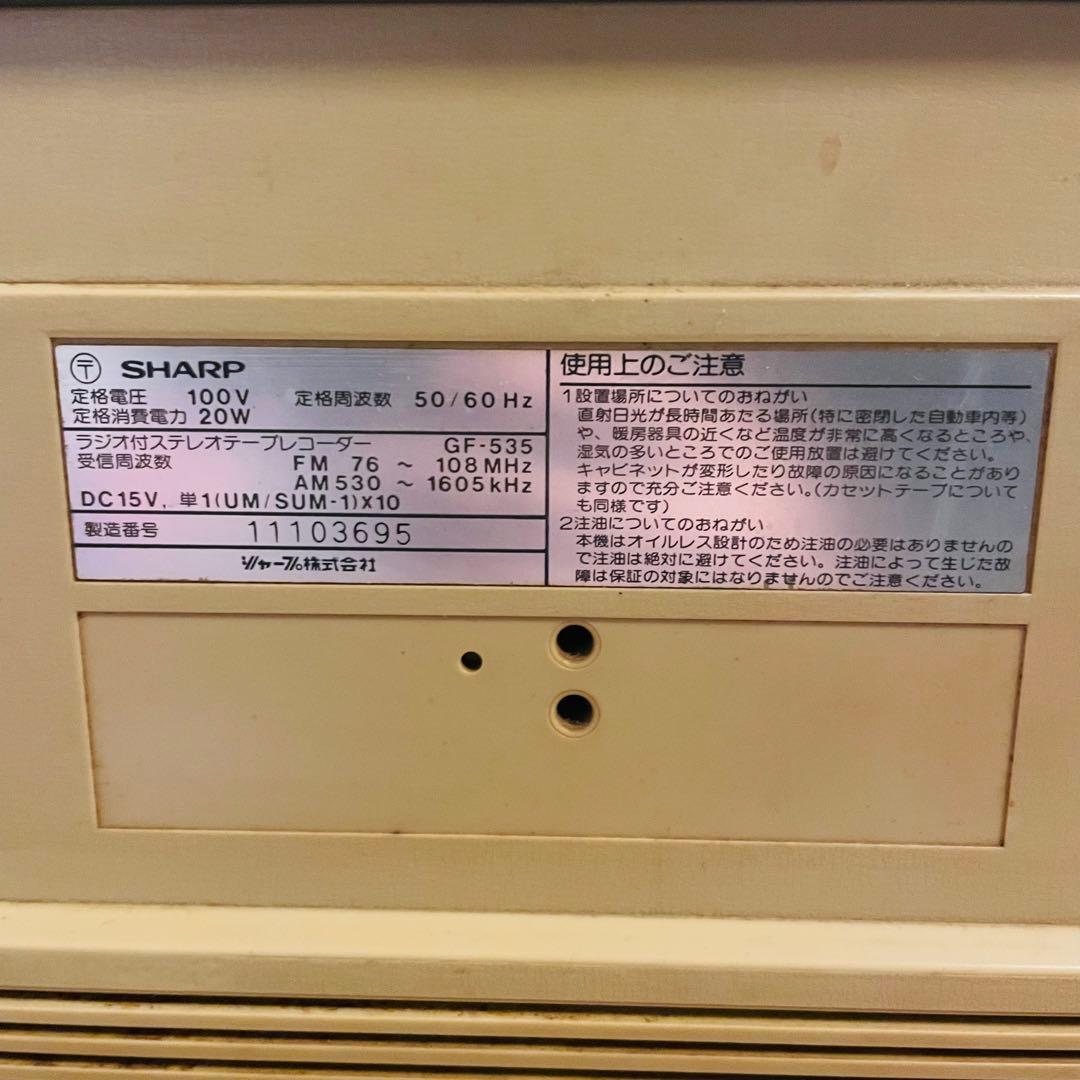 〒 SHARP
定格電圧 100V 定格周波数 50/60Hz
定格消費電力 20W
ラジオ付ステレオテープレコーダー GF-535
受信周波数 FM 76 ~ 108MHz
AM 530 ~ 1605kHz
DC15V, 単1(UM/SUM-1)X10
製造番号 11103695
シャープ株式会社
使用上のご注意
1設置場所についてのおねがい
直射日光が長時間あたる場所(特に密閉した自動車内等)
や、暖房器具の近くなど温度が非常に高くなるところや、
湿気の多いところでのご使用放置は避けてください。
キャビネットが変形したり故障の原因になることがあり
ますので充分ご注意ください。(カセットテープについて
も同様です)
2注油についてのおねがい
本機はオイルレス設計のため注油の必要はありませんの
で注油は絶対に避けてください。注油によって生じた故
障は保証の対象にはなりませんのでご注意ください。